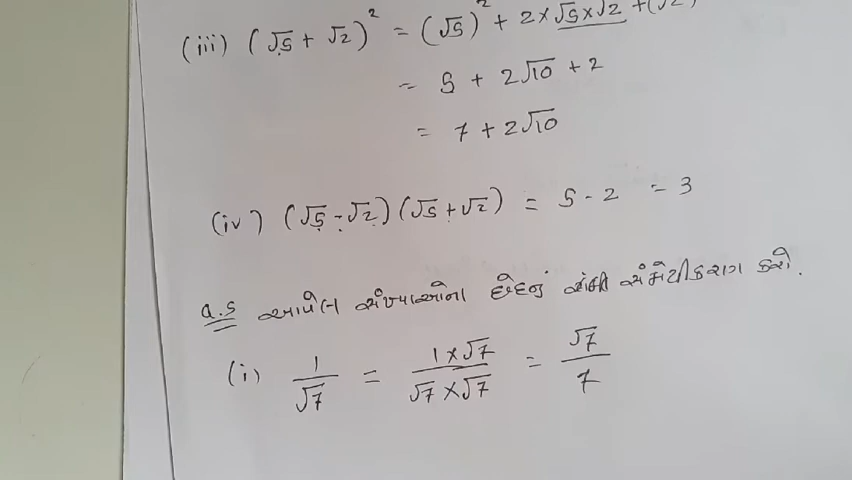 (iii) (√5 + √2)² = (√5)² + 2×√5×√2 + (√2)
= 5 + 2√10 + 2
= 7 + 2√10
(iv) (√5 - √2)(√5 + √2) = 5 - 2 = 3
Q.5 આપેલ સંખ્યાઓના છેદનું સંમેયીકરણ કરો.
(i) 1/√7 = 1×√7/√7×√7 = √7/7